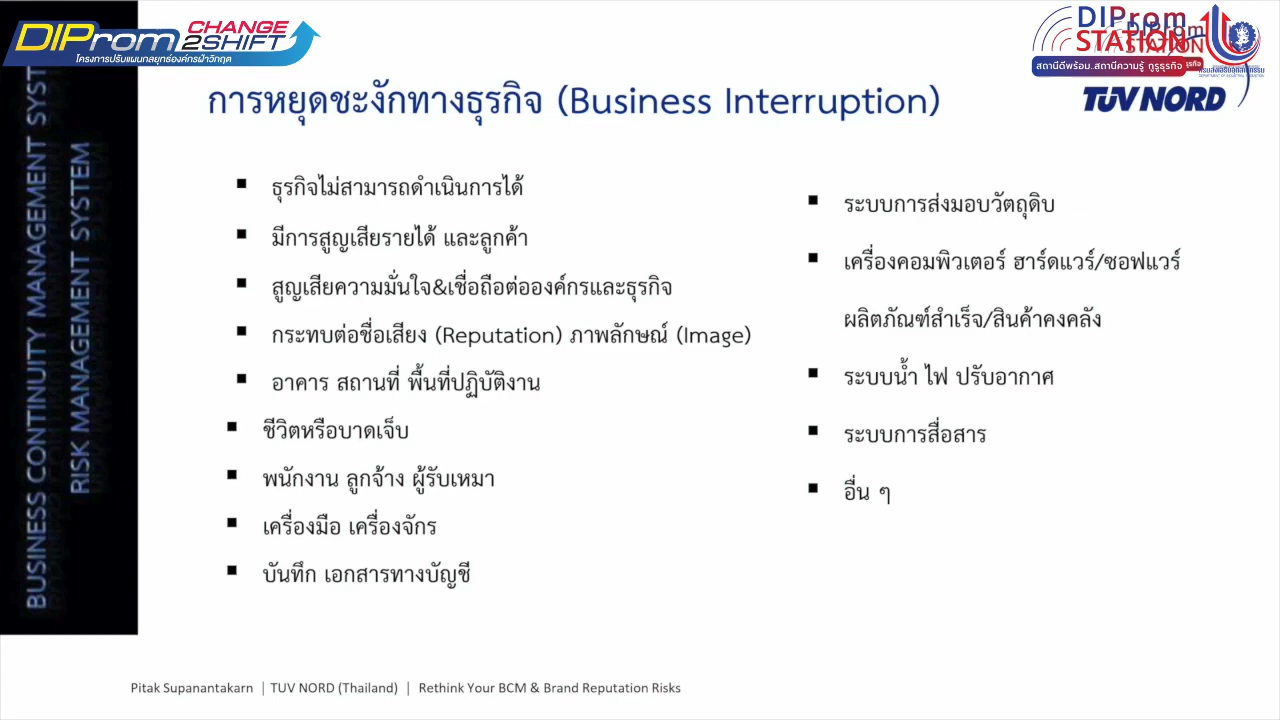 DIProm CHANGE 2SHIFT
โครงการปรับแผนกลยุทธ์องค์กรฝ่าวิกฤต
DIProm
STATION
สถานีดีพร้อม..สถานีความรู้ กูรูธุรกิจ
TÜV NORD
การหยุดชะงักทางธุรกิจ (Business Interruption)
BUSINESS CONTINUITY MANAGEMENT SYST
RISK MANAGEMENT SYSTEM
ธุรกิจไม่สามารถดำเนินการได้
มีการสูญเสียรายได้ และลูกค้า
สูญเสียความมั่นใจ&เชื่อถือต่อองค์กรและธุรกิจ
กระทบต่อชื่อเสียง (Reputation) ภาพลักษณ์ (Image)
อาคาร สถานที่ พื้นที่ปฏิบัติงาน
ชีวิตหรือบาดเจ็บ
พนักงาน ลูกจ้าง ผู้รับเหมา
เครื่องมือ เครื่องจักร
บันทึก เอกสารทางบัญชี
ระบบการส่งมอบวัตถุดิบ
เครื่องคอมพิวเตอร์ ฮาร์ดแวร์/ซอฟแวร์
ผลิตภัณฑ์สำเร็จ/สินค้าคงคลัง
ระบบน้ำ ไฟ ปรับอากาศ
ระบบการสื่อสาร
อื่น ๆ
Pitak Supanantakarn | TUV NORD (Thailand) | Rethink Your BCM & Brand Reputation Risks